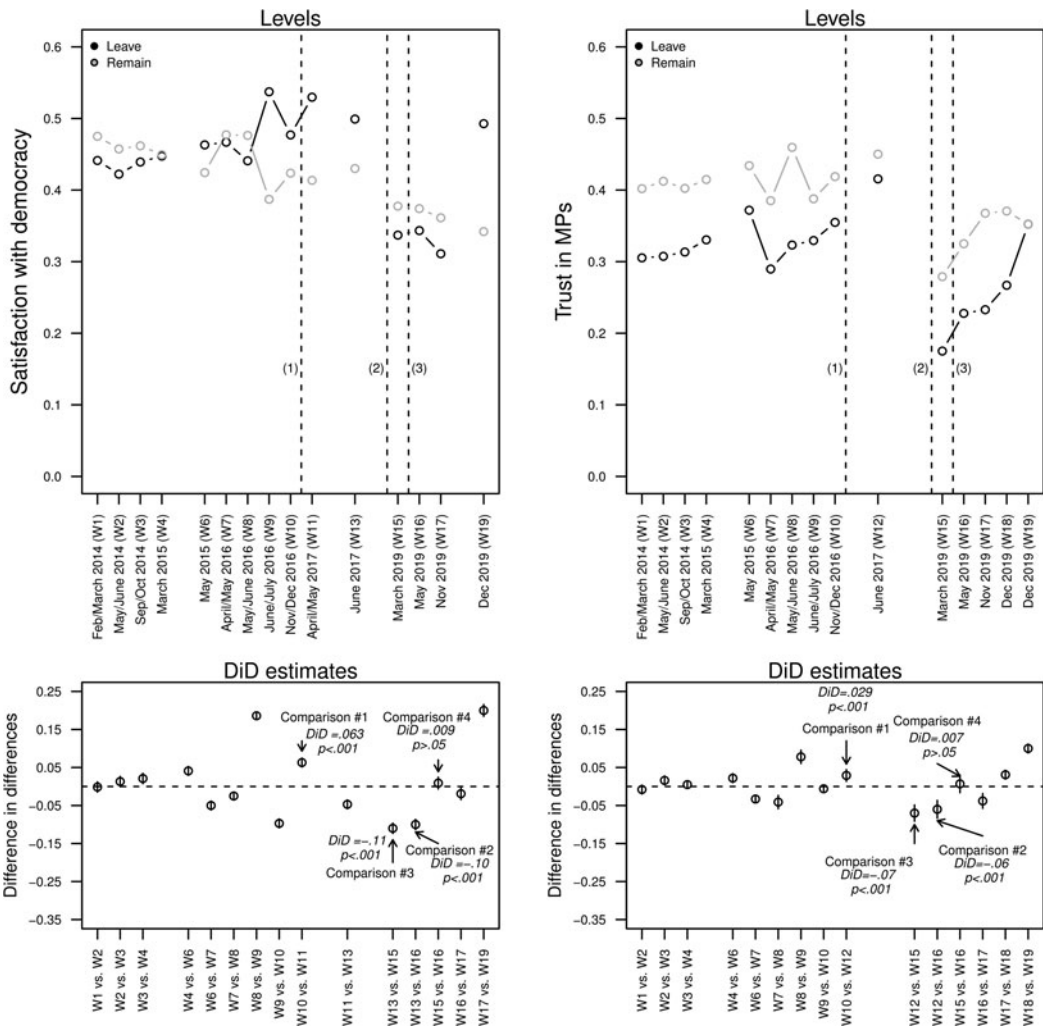 Levels
Leave
Remain
Satisfaction with democracy
0.6
0.5
0.4
0.3
0.2
0.1
0.0
(1)
(2)
(3)
Feb/March 2014 (W1)
May/June 2014 (W2)
Sep/Oct 2014 (W3)
March 2015 (W4)
May 2015 (W6)
April/May 2016 (W7)
May/June 2016 (W8)
June/July 2016 (W9)
Nov/Dec 2016 (W10)
April/May 2017 (W11)
June 2017 (W13)
March 2019 (W15)
May 2019 (W16)
Nov 2019 (W17)
Dec 2019 (W19)
Levels
Leave
Remain
Trust in MPs
0.6
0.5
0.4
0.3
0.2
0.1
0.0
(1)
(2)
(3)
Feb/March 2014 (W1)
May/June 2014 (W2)
Sep/Oct 2014 (W3)
March 2015 (W4)
May 2015 (W6)
April/May 2016 (W7)
May/June 2016 (W8)
June/July 2016 (W9)
Nov/Dec 2016 (W10)
June 2017 (W12)
March 2019 (W15)
May 2019 (W16)
Nov 2019 (W17)
Dec 2019 (W18)
Dec 2019 (W19)
DiD estimates
Difference in differences
0.25
0.15
0.05
−0.05
−0.15
−0.25
−0.35
Comparison #1
DiD =.063
p<.001
Comparison #4
DiD =.009
p>.05
DiD =−.11
p<.001
Comparison #3
Comparison #2
DiD =−.10
p<.001
W1 vs. W2
W2 vs. W3
W3 vs. W4
W4 vs. W6
W6 vs. W7
W7 vs. W8
W8 vs. W9
W9 vs. W10
W10 vs. W11
W11 vs. W13
W13 vs. W15
W13 vs. W16
W15 vs. W16
W16 vs. W17
W17 vs. W19
DiD estimates
Difference in differences
0.25
0.15
0.05
−0.05
−0.15
−0.25
−0.35
DiD=.029
p<.001
Comparison #1
Comparison #4
DiD=.007
p>.05
Comparison #3
DiD=−.07
p<.001
Comparison #2
DiD=−.06
p<.001
W1 vs. W2
W2 vs. W3
W3 vs. W4
W4 vs. W6
W6 vs. W7
W7 vs. W8
W8 vs. W9
W9 vs. W10
W10 vs. W12
W12 vs. W15
W12 vs. W16
W15 vs. W16
W16 vs. W17
W17 vs. W18
W18 vs. W19